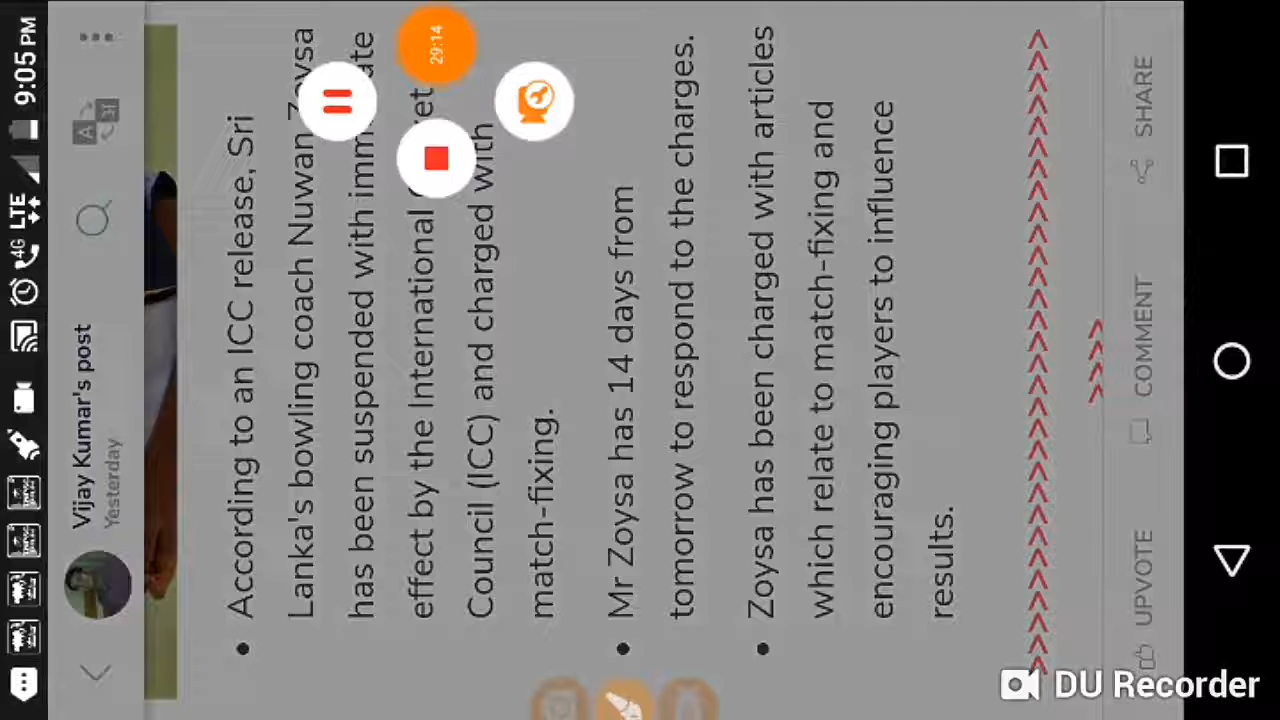 9:05 PM
4G LTE
Vijay Kumar's post
Yesterday
29:14
• According to an ICC release, Sri
Lanka's bowling coach Nuwan Zoysa
has been suspended with
effect by the International
Council (ICC) and charged with
match-fixing.
• Mr Zoysa has 14 days from
tomorrow to respond to the charges.
• Zoysa has been charged with articles
which relate to match-fixing and
encouraging players to influence
results.
>>>>>>>>>>>>>>>>>>>>>>>>>>>>>>
>>>>
UPVOTE
COMMENT
SHARE
DU Recorder